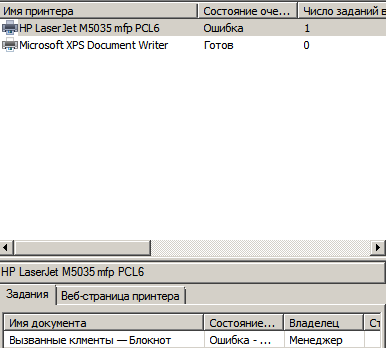 Имя принтера Состояние оче... Число заданий в
HP LaserJet M5035 mfp PCL6 Ошибка 1
Microsoft XPS Document Writer Готов 0
HP LaserJet M5035 mfp PCL6
Задания Веб-страница принтера
Имя документа Состояние... Владелец Ст
Вызванные клменты — Блокнот Ошибка - ... Менеджер